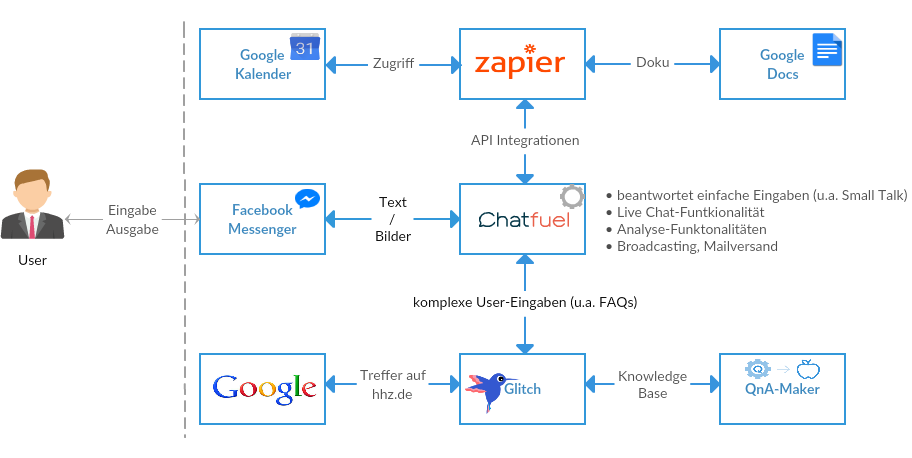 Google
Kalender
31
Zugriff
zapier
Doku
Google
Docs
API Integrationen
User
Eingabe
Ausgabe
Facebook
Messenger
Text
/
Bilder
Chatfuel
• beantwortet einfache Eingaben (u.a. Small Talk)
• Live Chat-Funtkionalität
• Analyse-Funktonalitäten
• Broadcasting, Mailversand
komplexe User-Eingaben (u.a. FAQs)
Google
Treffer auf
hhz.de
Glitch
Knowledge
Base
Q
QnA-Maker